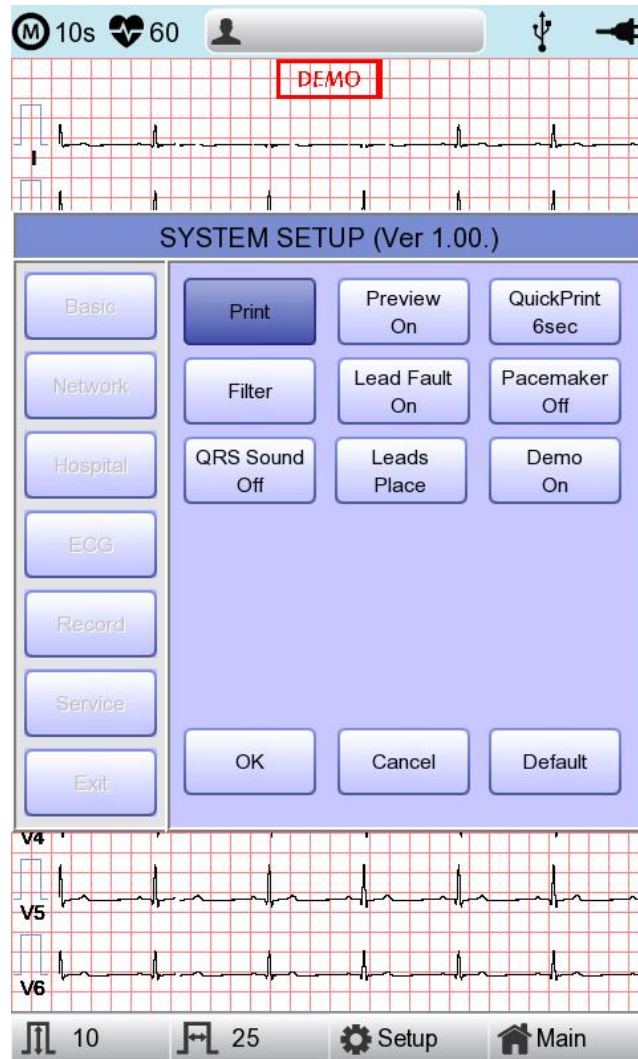 M 10s 60
DEMO
I
SYSTEM SETUP (Ver 1.00.)
Basic
Network
Hospital
ECG
Record
Service
Exit
Print
Preview
On
QuickPrint
6sec
Filter
Lead Fault
On
Pacemaker
Off
QRS Sound
Off
Leads
Place
Demo
On
OK
Cancel
Default
V4
V5
V6
10
25
Setup
Main